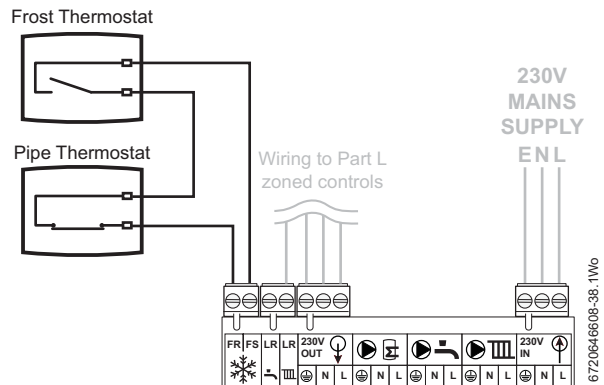 Frost Thermostat
Pipe Thermostat
Wiring to Part L
zoned controls
230V
MAINS
SUPPLY
E N L
FR FS LR LR 230V OUT 230V IN
N L N L N L N L N L
6720646608-38.1Wo